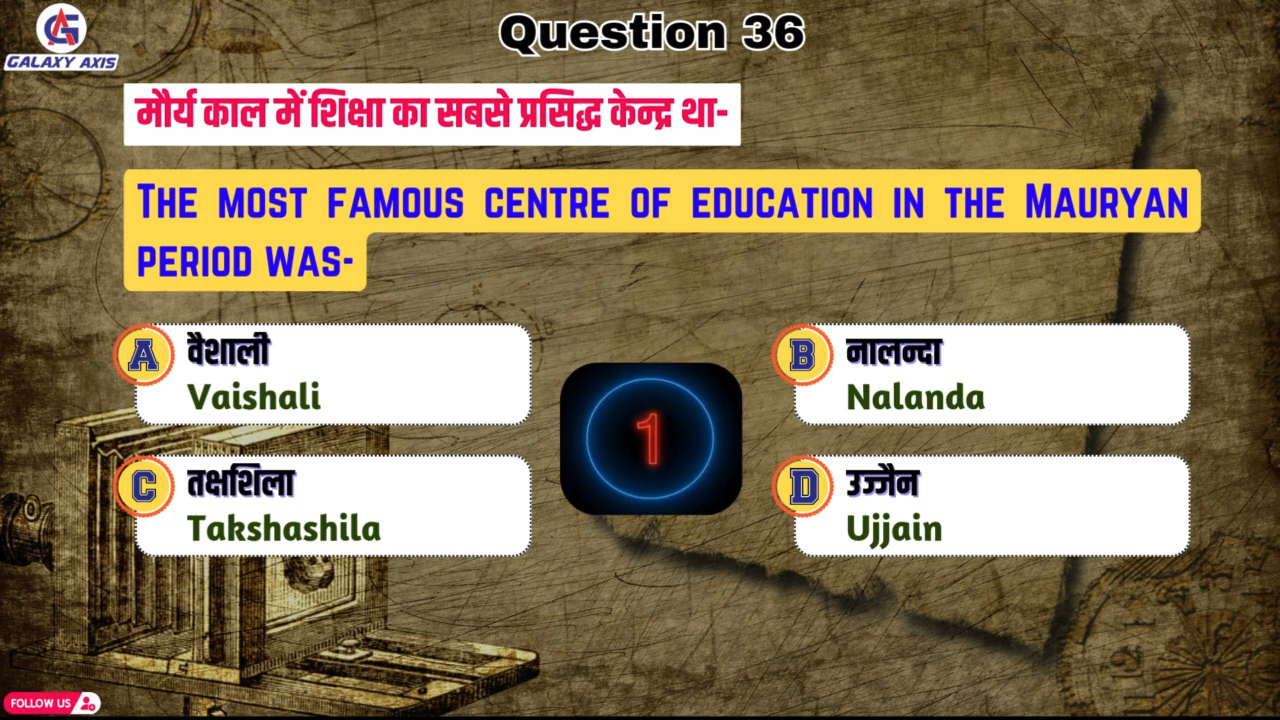 GALAXY AXIS
Question 36
मौर्य काल में शिक्षा का सबसे प्रसिद्ध केन्द्र था-
The most famous centre of education in the Mauryan
period was-
A
वैशाली
Vaishali
B
नालन्दा
Nalanda
1
C
तक्षशिला
Takshashila
D
उज्जैन
Ujjain
FOLLOW US